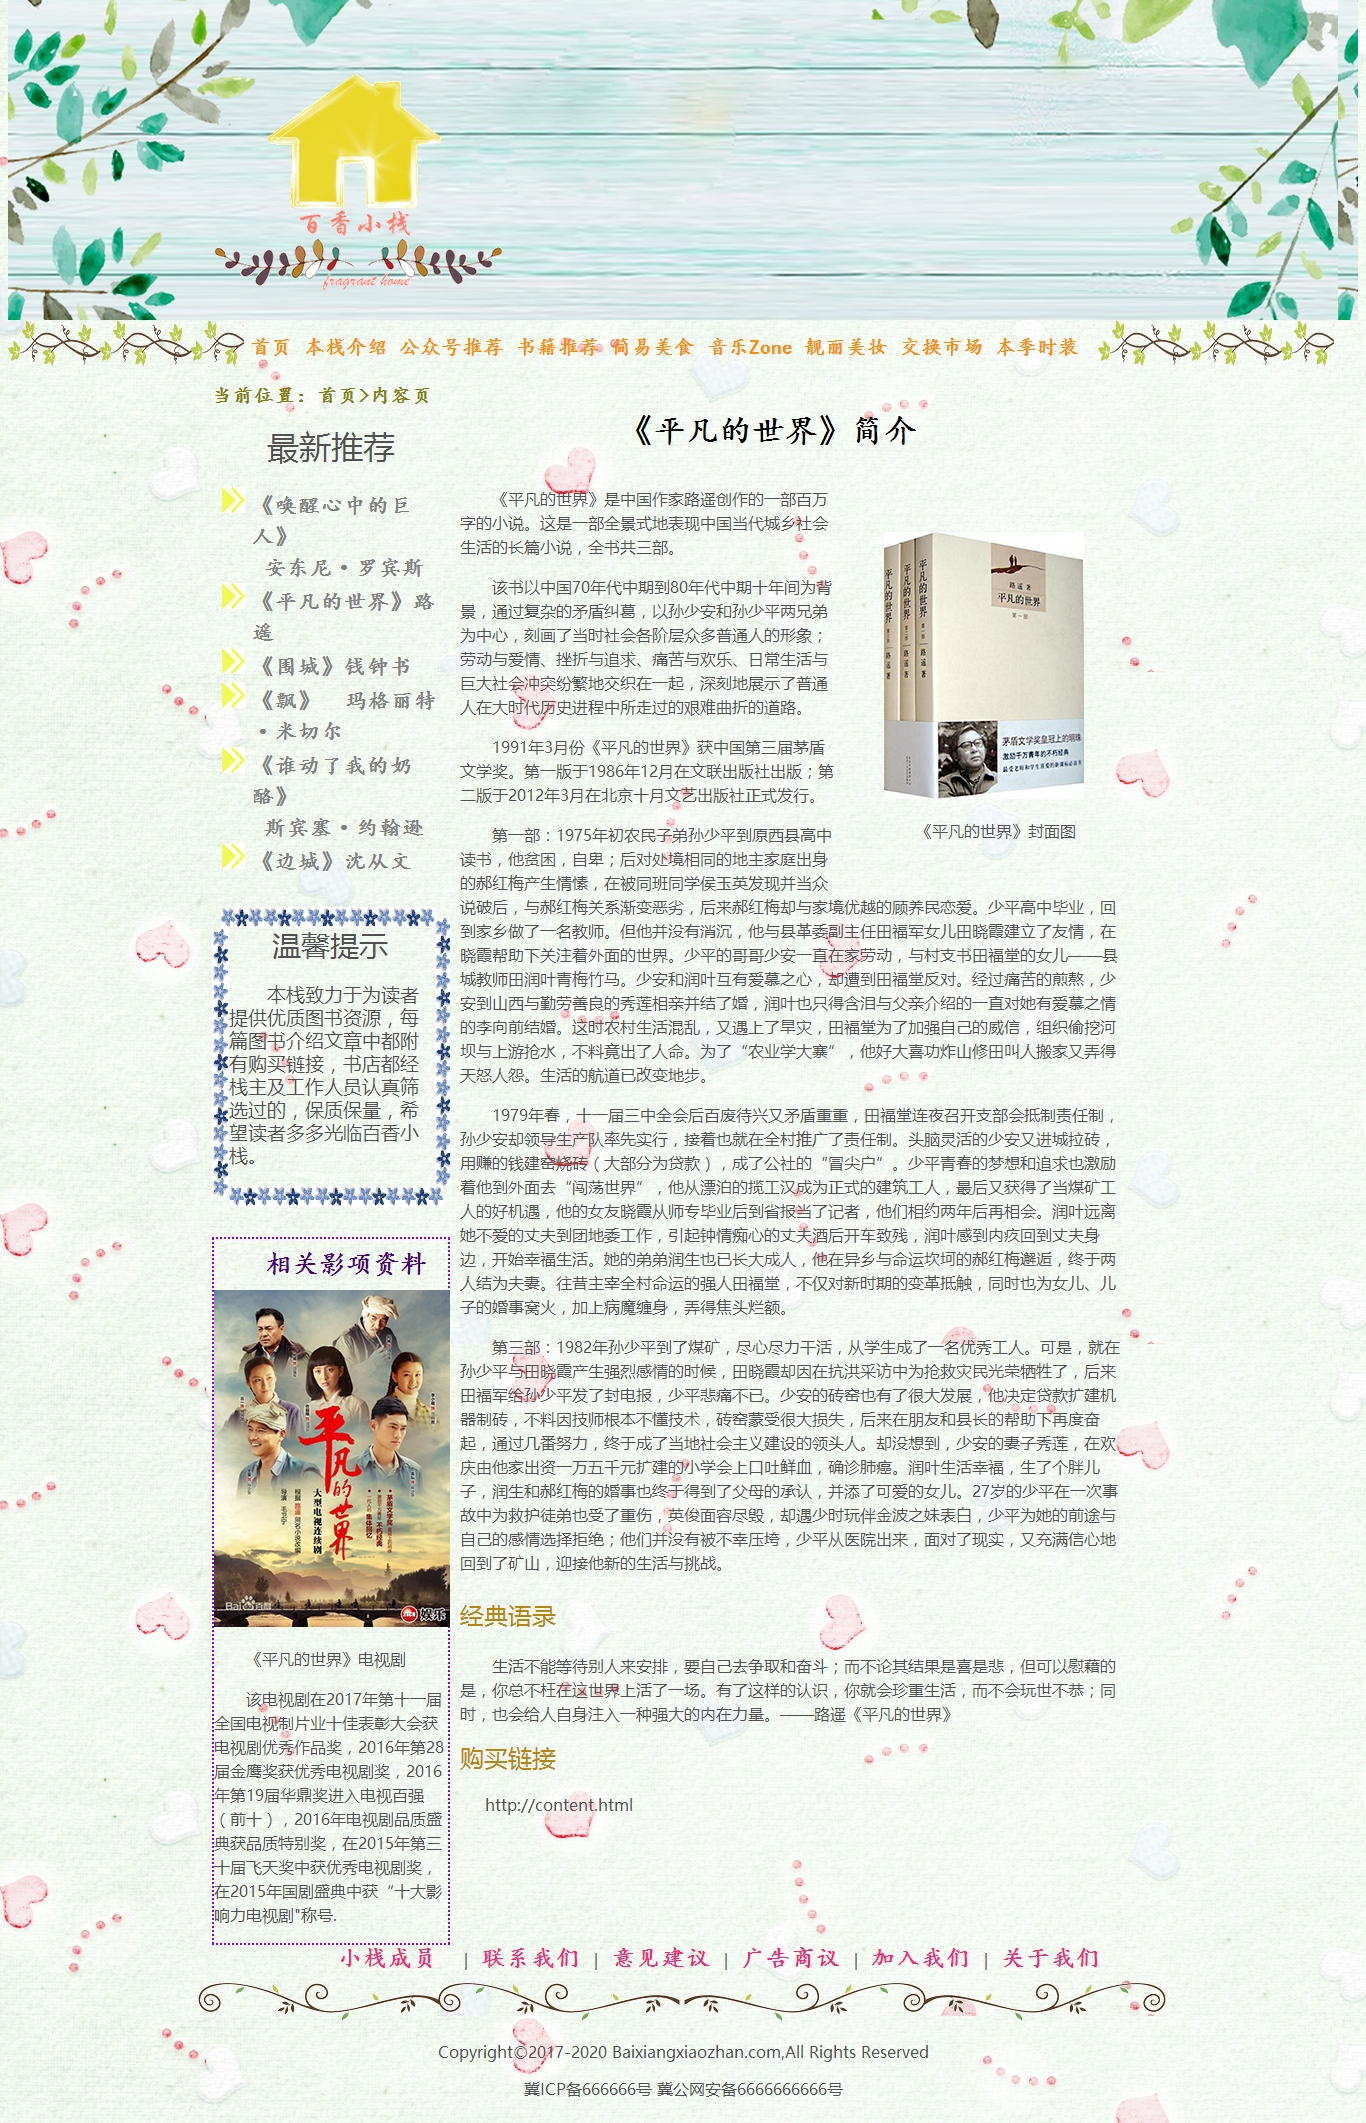 百香小栈
fragrant home
首页 本栈介绍 公众号推荐 书籍推荐 简易美食 音乐Zone 靓丽美妆 交换市场 本季时装
当前位置：首页>内容页
最新推荐
《唤醒心中的巨
人》
安东尼·罗宾斯
《平凡的世界》路
遥
《围城》钱钟书
《飘》 玛格丽特
·米切尔
《谁动了我的奶
酪》
斯宾塞·约翰逊
《边城》沈从文
温馨提示
本栈致力于为读者
提供优质图书资源，每
篇图书介绍文章中都附
有购买链接，书店都经
栈主及工作人员认真筛
选过的，保质保量，希
望读者多多光临百香小
栈。
相关影项资料
平凡的世界
大型电视连续剧
Bai百科
娱乐
《平凡的世界》电视剧
该电视剧在2017年第十一届
全国电视制片业十佳表彰大会获
电视剧优秀作品奖，2016年第28
届金鹰奖获优秀电视剧奖，2016
年第19届华鼎奖进入电视百强
（前十），2016年电视剧品质盛
典获品质特别奖，在2015年第三
十届飞天奖中获优秀电视剧奖，
在2015年国剧盛典中获“十大影
响力电视剧"称号.
《平凡的世界》简介
《平凡的世界》是中国作家路遥创作的一部百万
字的小说。这是一部全景式地表现中国当代城乡社会
生活的长篇小说，全书共三部。
该书以中国70年代中期到80年代中期十年间为背
景，通过复杂的矛盾纠葛，以孙少安和孙少平两兄弟
为中心，刻画了当时社会各阶层众多普通人的形象；
劳动与爱情、挫折与追求、痛苦与欢乐、日常生活与
巨大社会冲突纷繁地交织在一起，深刻地展示了普通
人在大时代历史进程中所走过的艰难曲折的道路。
1991年3月份《平凡的世界》获中国第三届茅盾
文学奖。第一版于1986年12月在文联出版社出版；第
二版于2012年3月在北京十月文艺出版社正式发行。
平凡的世界
路遥 著
平凡的世界
第一部
茅盾文学奖皇冠上的明珠
激励千万青年的不朽经典
最受老师和学生喜爱的新课标必读书
《平凡的世界》封面图
第一部：1975年初农民子弟孙少平到原西县高中
读书，他贫困，自卑；后对处境相同的地主家庭出身
的郝红梅产生情愫，在被同班同学侯玉英发现并当众
说破后，与郝红梅关系渐变恶劣，后来郝红梅却与家境优越的顾养民恋爱。少平高中毕业，回
到家乡做了一名教师。但他并没有消沉，他与县革委副主任田福军女儿田晓霞建立了友情，在
晓霞帮助下关注着外面的世界。少平的哥哥少安一直在家劳动，与村支书田福堂的女儿——县
城教师田润叶青梅竹马。少安和润叶互有爱慕之心，却遭到田福堂反对。经过痛苦的煎熬，少
安到山西与勤劳善良的秀莲相亲并结了婚，润叶也只得含泪与父亲介绍的一直对她有爱慕之情
的李向前结婚。这时农村生活混乱，又遇上了旱灾，田福堂为了加强自己的威信，组织偷挖河
坝与上游抢水，不料竟出了人命。为了“农业学大寨”，他好大喜功炸山修田叫人搬家又弄得
天怒人怨。生活的航道已改变地步。
1979年春，十一届三中全会后百废待兴又矛盾重重，田福堂连夜召开支部会抵制责任制，
孙少安却领导生产队率先实行，接着也就在全村推广了责任制。头脑灵活的少安又进城拉砖，
用赚的钱建窑烧砖（大部分为贷款），成了公社的“冒尖户”。少平青春的梦想和追求也激励
着他到外面去“闯荡世界”，他从漂泊的揽工汉成为正式的建筑工人，最后又获得了当煤矿工
人的好机遇，他的女友晓霞从师专毕业后到省报当了记者，他们相约两年后再相会。润叶远离
她不爱的丈夫到团地委工作，引起钟情痴心的丈夫酒后开车致残，润叶感到内疚回到丈夫身
边，开始幸福生活。她的弟弟润生也已长大成人，他在异乡与命运坎坷的郝红梅邂逅，终于两
人结为夫妻。往昔主宰全村命运的强人田福堂，不仅对新时期的变革抵触，同时也为女儿、儿
子的婚事窝火，加上病魔缠身，弄得焦头烂额。
第三部：1982年孙少平到了煤矿，尽心尽力干活，从学生成了一名优秀工人。可是，就在
孙少平与田晓霞产生强烈感情的时候，田晓霞却因在抗洪采访中为抢救灾民光荣牺牲了，后来
田福军给孙少平发了封电报，少平悲痛不已。少安的砖窑也有了很大发展，他决定贷款扩建机
器制砖，不料因技师根本不懂技术，砖窑蒙受很大损失，后来在朋友和县长的帮助下再度奋
起，通过几番努力，终于成了当地社会主义建设的领头人。却没想到，少安的妻子秀莲，在欢
庆由他家出资一万五千元扩建的小学会上口吐鲜血，确诊肺癌。润叶生活幸福，生了个胖儿
子，润生和郝红梅的婚事也终于得到了父母的承认，并添了可爱的女儿。27岁的少平在一次事
故中为救护徒弟也受了重伤，英俊面容尽毁，却遇少时玩伴金波之妹表白，少平为她的前途与
自己的感情选择拒绝；他们并没有被不幸压垮，少平从医院出来，面对了现实，又充满信心地
回到了矿山，迎接他新的生活与挑战。
经典语录
生活不能等待别人来安排，要自己去争取和奋斗；而不论其结果是喜是悲，但可以慰藉的
是，你总不枉在这世界上活了一场。有了这样的认识，你就会珍重生活，而不会玩世不恭；同
时，也会给人自身注入一种强大的内在力量。——路遥《平凡的世界》
购买链接
http://content.html
小栈成员 | 联系我们 | 意见建议 | 广告商议 | 加入我们 | 关于我们
Copyright©2017-2020 Baixiangxiaozhan.com,All Rights Reserved
冀ICP备666666号 冀公网安备6666666666号